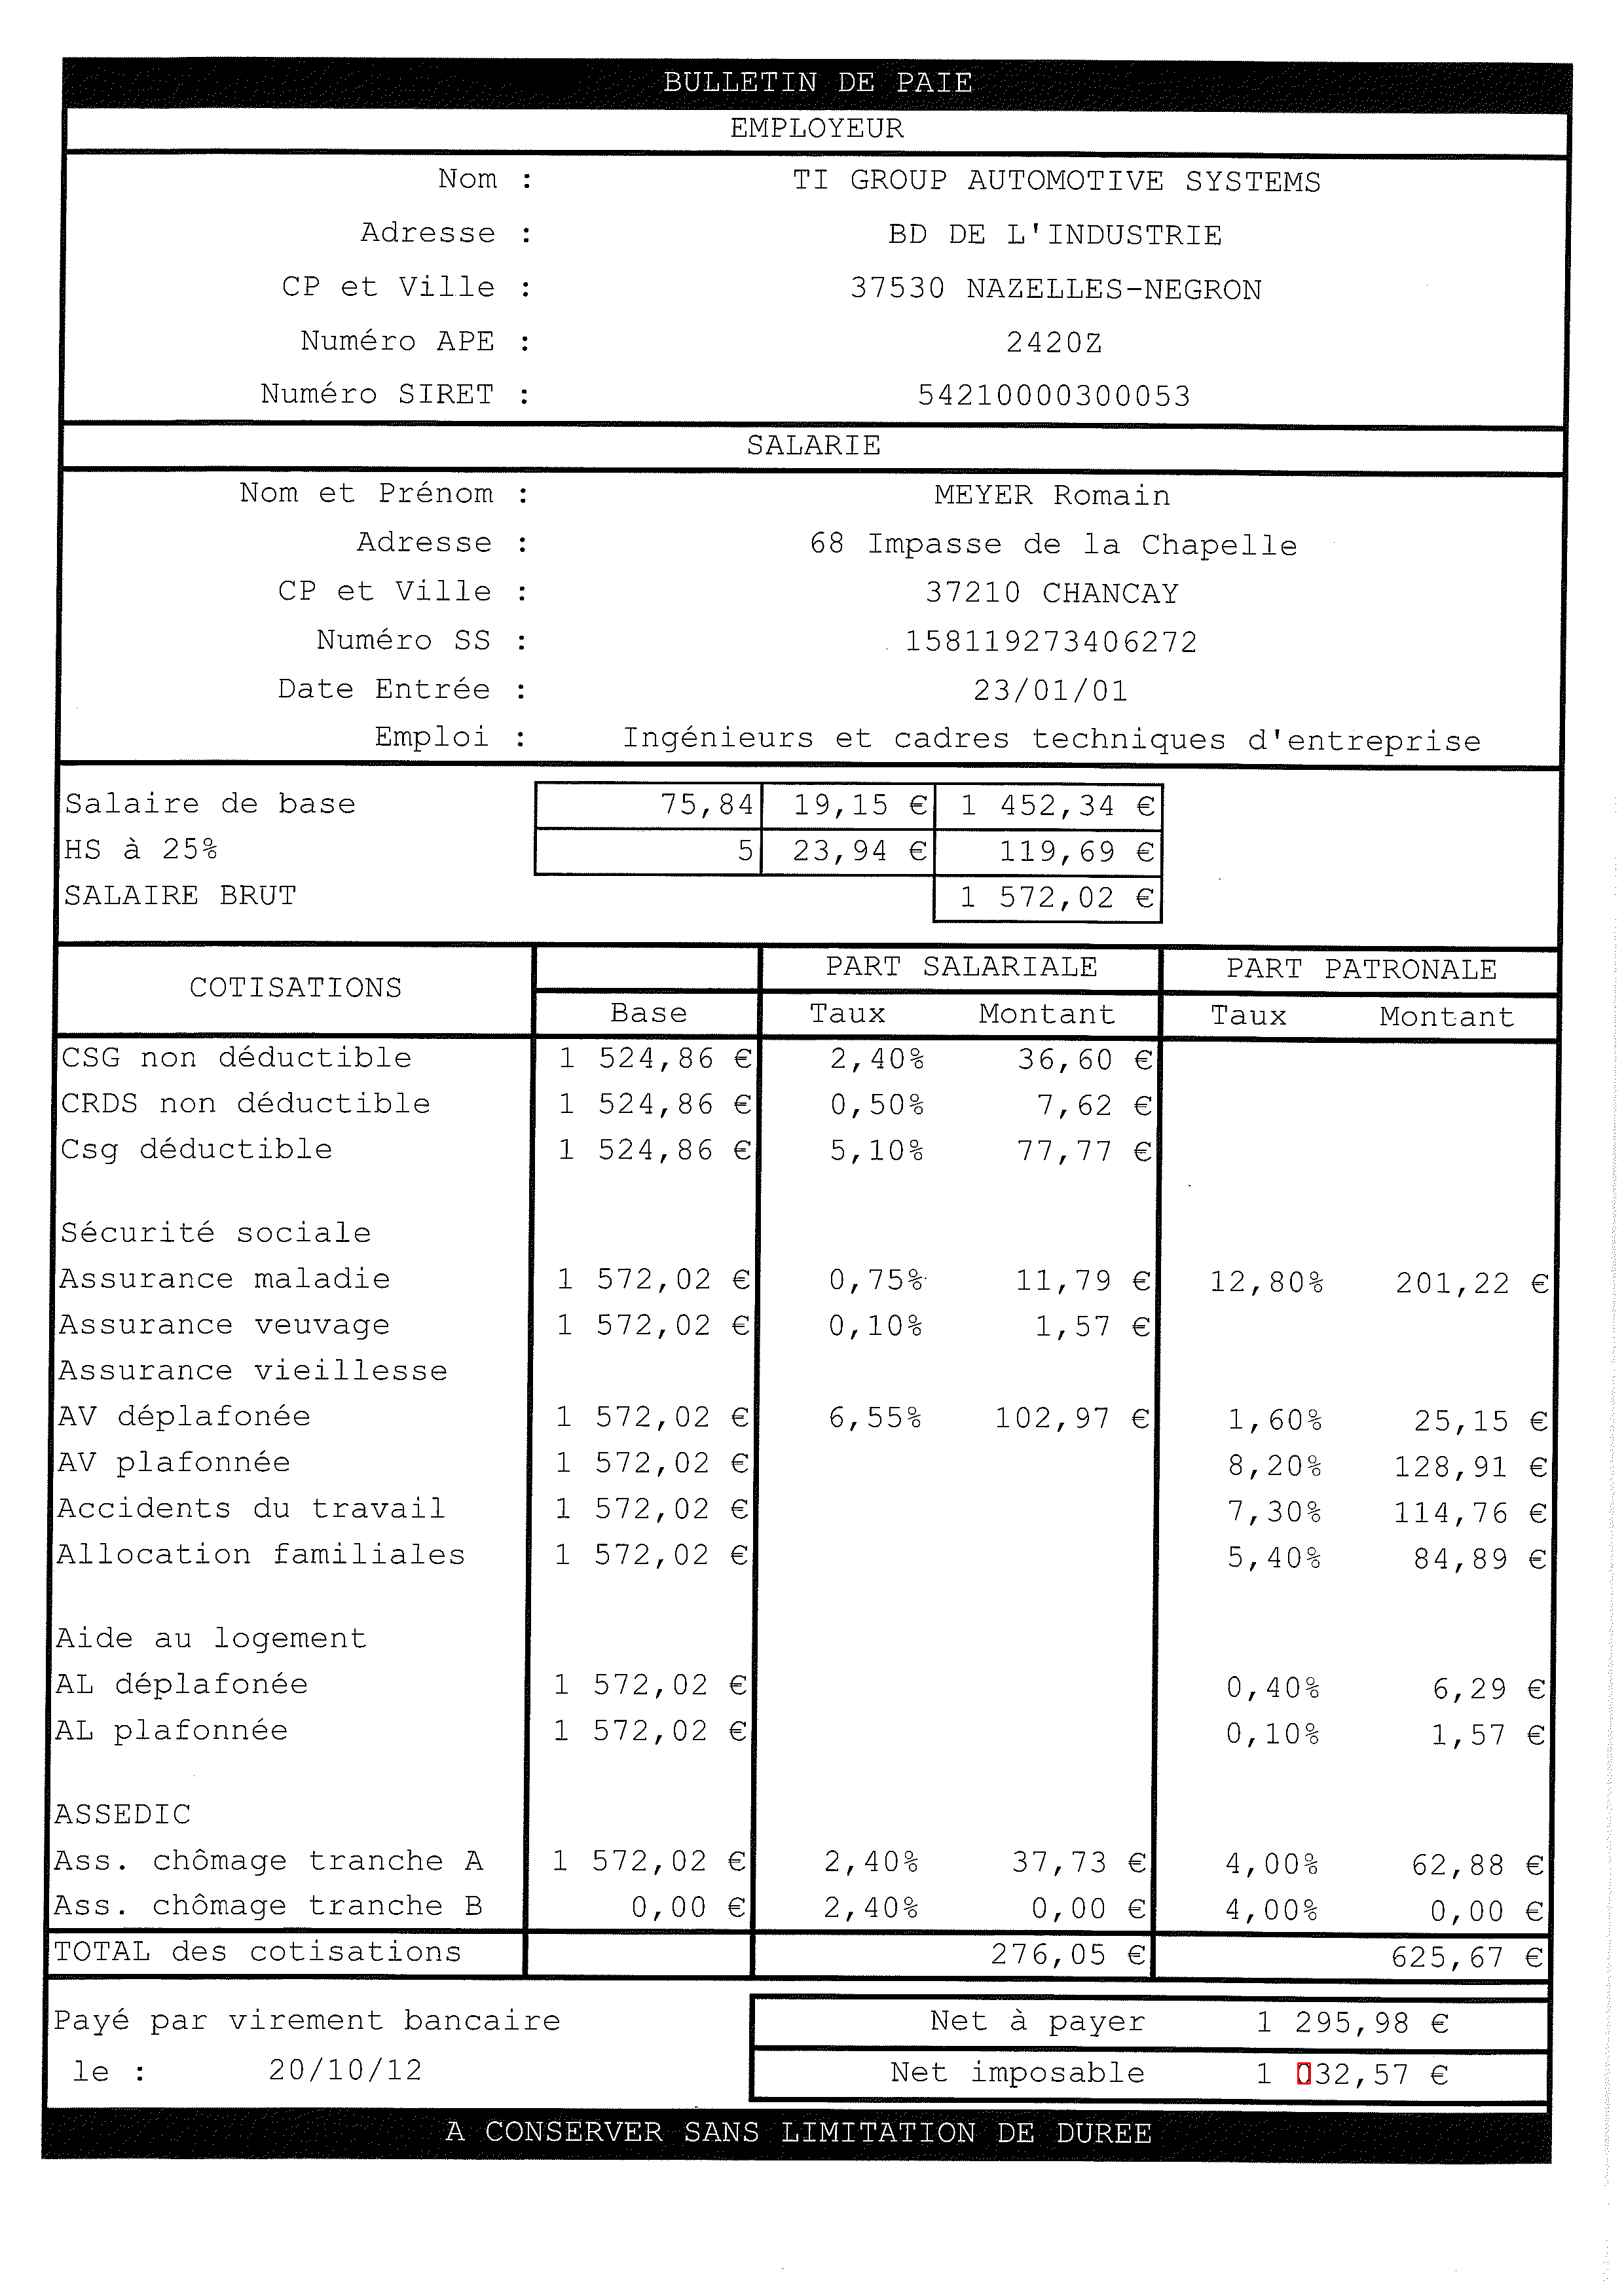 BULLETIN DE PAIE
EMPLOYEUR
Nom : TI GROUP AUTOMOTIVE SYSTEMS
Adresse : BD DE L'INDUSTRIE
CP et Ville : 37530 NAZELLES-NEGRON
Numéro APE : 2420Z
Numéro SIRET : 54210000300053
SALARIE
Nom et Prénom : MEYER Romain
Adresse : 68 Impasse de la Chapelle
CP et Ville : 37210 CHANCAY
Numéro SS : 158119273406272
Date Entrée : 23/01/01
Emploi : Ingénieurs et cadres techniques d'entreprise
Salaire de base 75,84 19,15 € 1 452,34 €
HS à 25% 5 23,94 € 119,69 €
SALAIRE BRUT 1 572,02 €
COTISATIONS PART SALARIALE PART PATRONALE
Base Taux Montant Taux Montant
CSG non déductible 1 524,86 € 2,40% 36,60 €
CRDS non déductible 1 524,86 € 0,50% 7,62 €
Csg déductible 1 524,86 € 5,10% 77,77 €
Sécurité sociale
Assurance maladie 1 572,02 € 0,75% 11,79 € 12,80% 201,22 €
Assurance veuvage 1 572,02 € 0,10% 1,57 €
Assurance vieillesse
AV déplafonée 1 572,02 € 6,55% 102,97 € 1,60% 25,15 €
AV plafonnée 1 572,02 € 8,20% 128,91 €
Accidents du travail 1 572,02 € 7,30% 114,76 €
Allocation familiales 1 572,02 € 5,40% 84,89 €
Aide au logement
AL déplafonée 1 572,02 € 0,40% 6,29 €
AL plafonnée 1 572,02 € 0,10% 1,57 €
ASSEDIC
Ass. chômage tranche A 1 572,02 € 2,40% 37,73 € 4,00% 62,88 €
Ass. chômage tranche B 0,00 € 2,40% 0,00 € 4,00% 0,00 €
TOTAL des cotisations 276,05 € 625,67 €
Payé par virement bancaire Net à payer 1 295,98 €
le : 20/10/12 Net imposable 1 032,57 €
A CONSERVER SANS LIMITATION DE DUREE